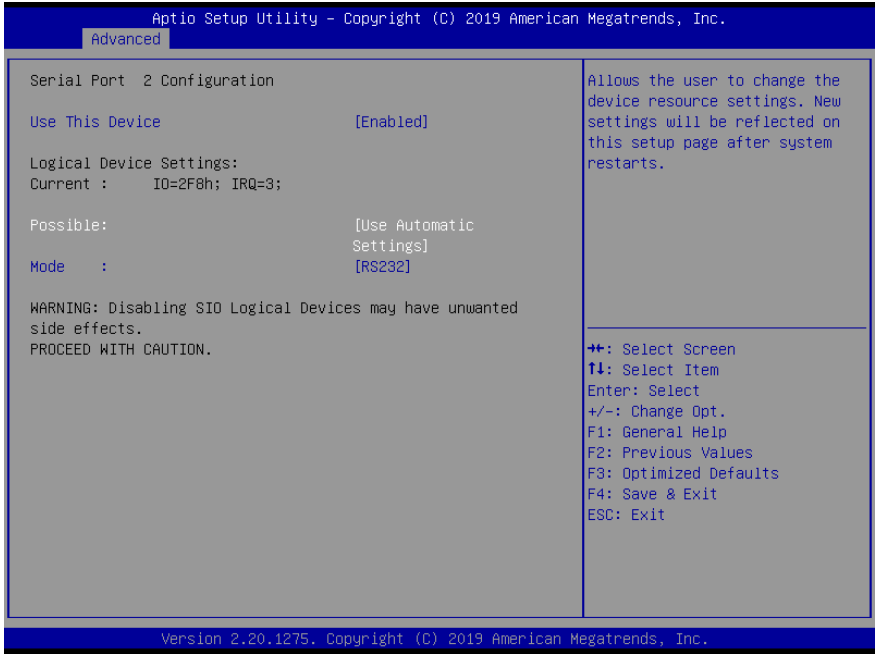 Aptio Setup Utility – Copyright (C) 2019 American Megatrends, Inc.
Advanced
Serial Port 2 Configuration
Use This Device [Enabled]
Logical Device Settings:
Current : IO=2F8h; IRQ=3;
Possible: [Use Automatic
Settings]
Mode : [RS232]
WARNING: Disabling SIO Logical Devices may have unwanted
side effects.
PROCEED WITH CAUTION.
Allows the user to change the
device resource settings. New
settings will be reflected on
this setup page after system
restarts.
→←: Select Screen
↑↓: Select Item
Enter: Select
+/-: Change Opt.
F1: General Help
F2: Previous Values
F3: Optimized Defaults
F4: Save & Exit
ESC: Exit
Version 2.20.1275. Copyright (C) 2019 American Megatrends, Inc.